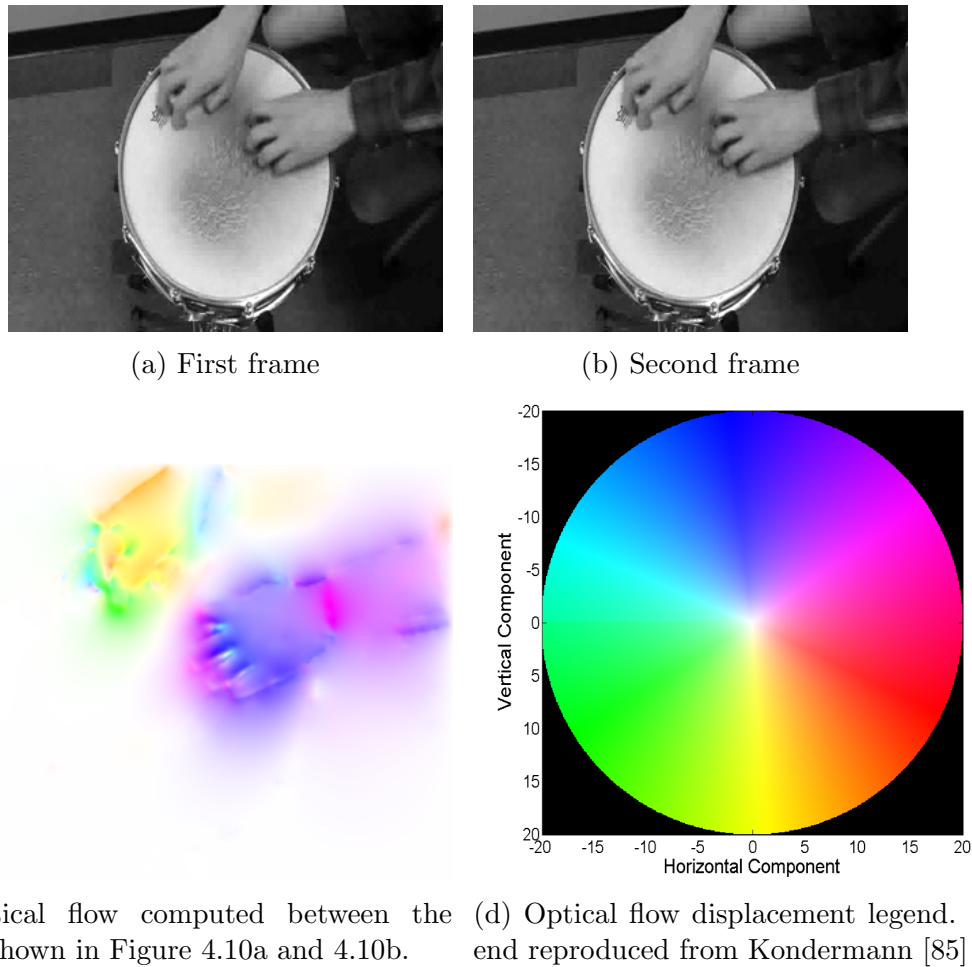 (a) First frame
(b) Second frame
-20
-15
-10
-5
0
5
10
15
20
Vertical Component
-20 -15 -10 -5 0 5 10 15 20
Horizontal Component
ical flow computed between the
hown in Figure 4.10a and 4.10b.
(d) Optical flow displacement legend.
end reproduced from Kondermann [85]